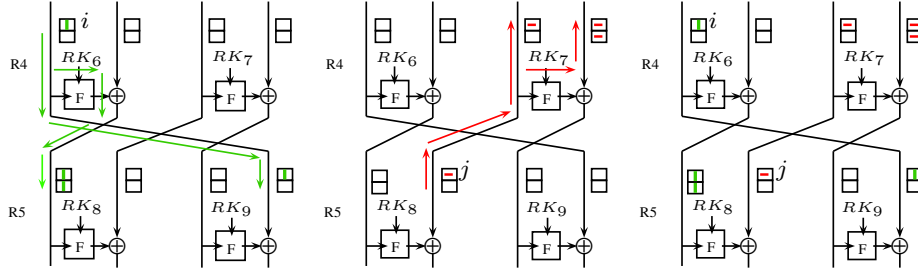 i i
RK6 RK7 RK6 RK7 RK6 RK7
R4 R4 R4
F F F F F F
j j
RK8 RK9 RK8 RK9 RK8 RK9
R5 R5 R5
F F F F F F